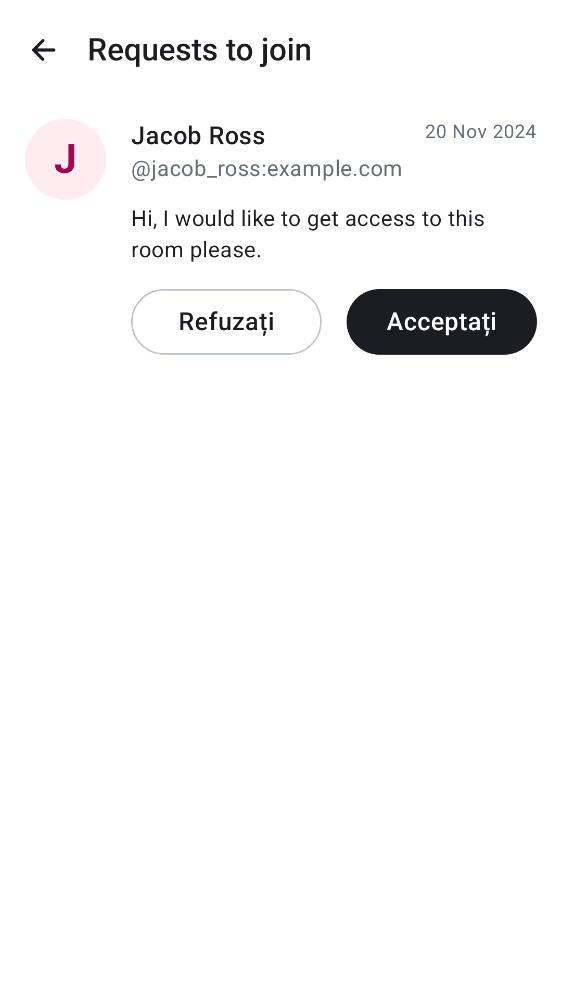 Requests to join
J
Jacob Ross
20 Nov 2024
@jacob_ross:example.com
Hi, I would like to get access to this
room please.
Refuzați
Acceptați